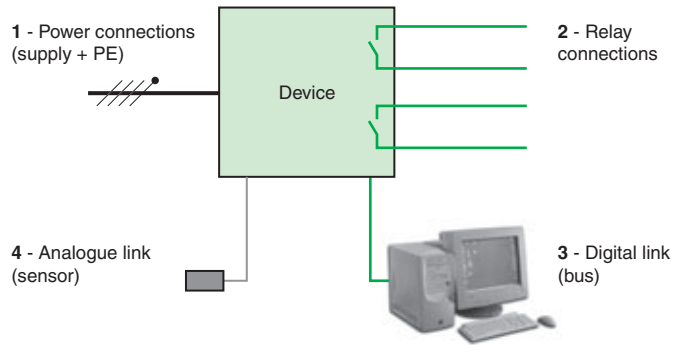 1 - Power connections
(supply + PE)
2 - Relay
connections
Device
4 - Analogue link
(sensor)
3 - Digital link
(bus)